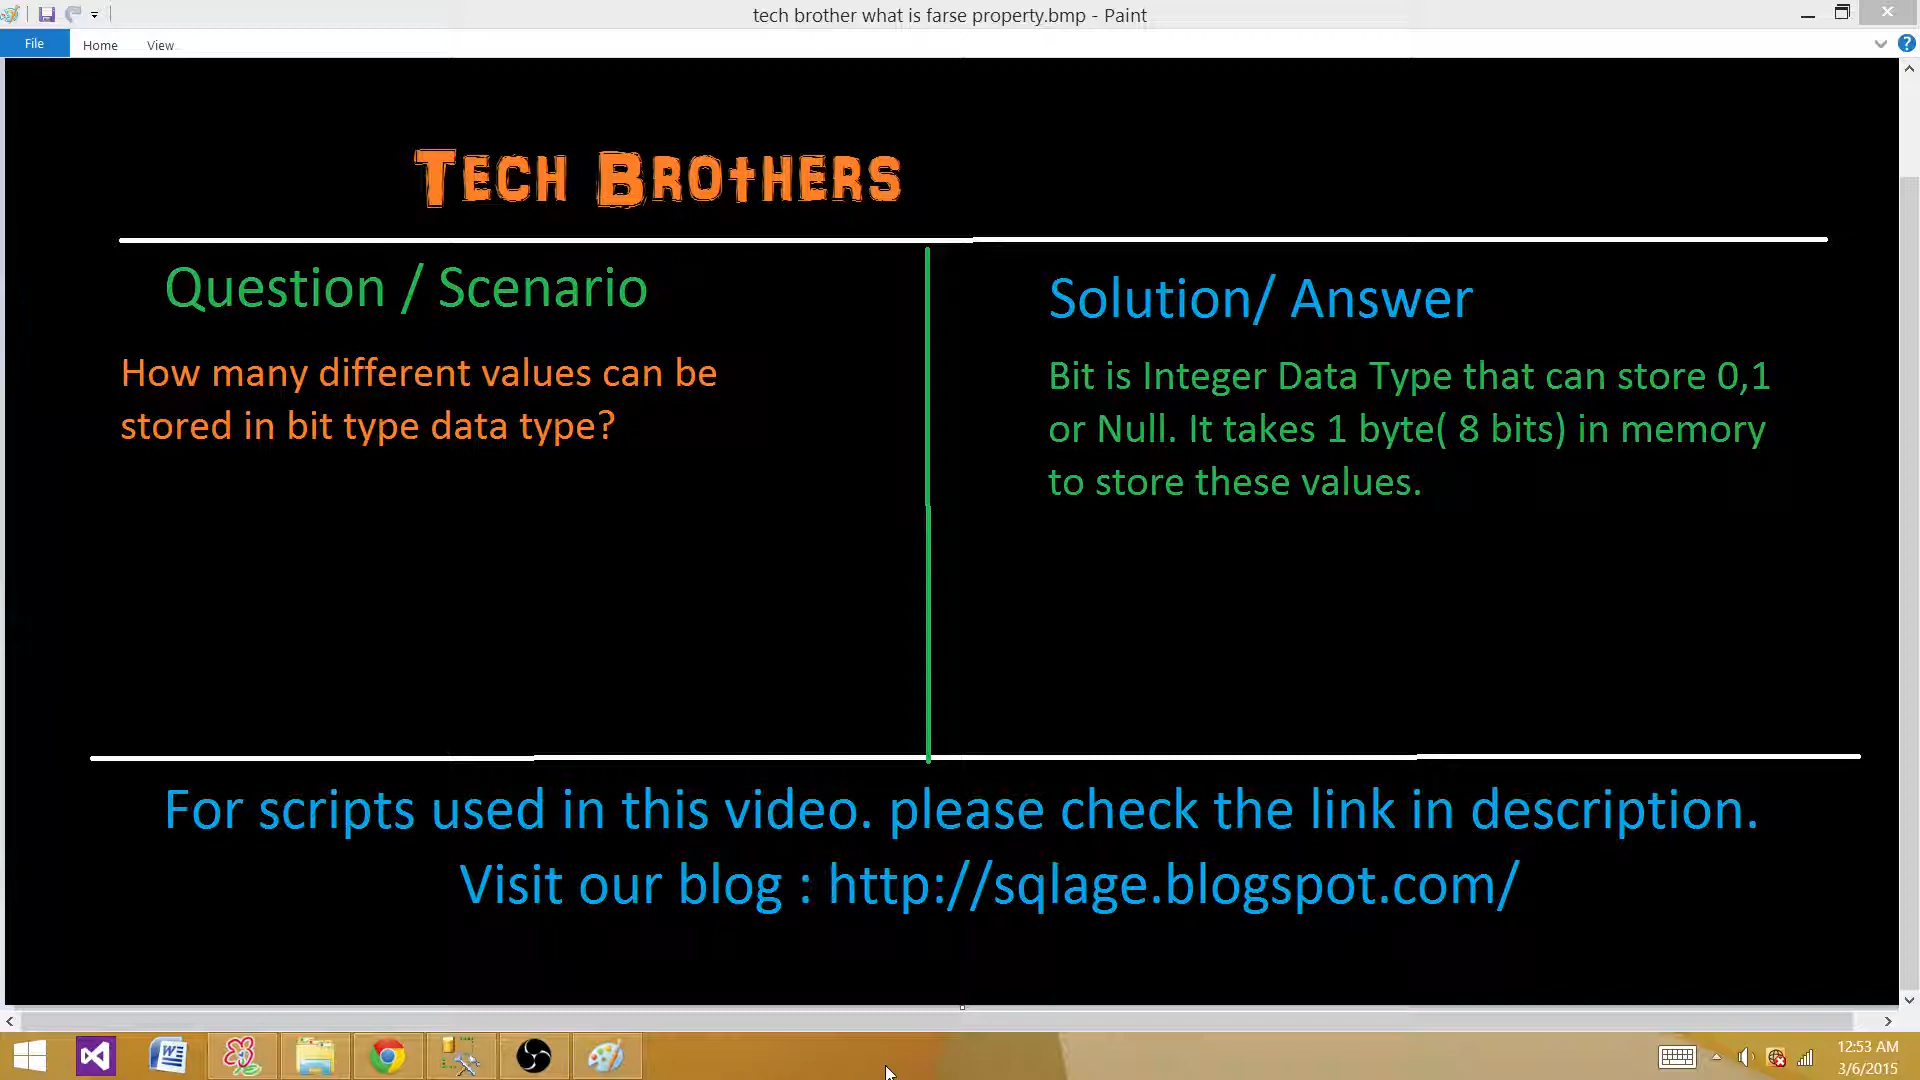 tech brother what is farse property.bmp - Paint
File Home View
Tech Brothers
Question / Scenario
How many different values can be
stored in bit type data type?
Solution/ Answer
Bit is Integer Data Type that can store 0,1
or Null. It takes 1 byte( 8 bits) in memory
to store these values.
For scripts used in this video. please check the link in description.
Visit our blog : http://sqlage.blogspot.com/
12:53 AM
3/6/2015